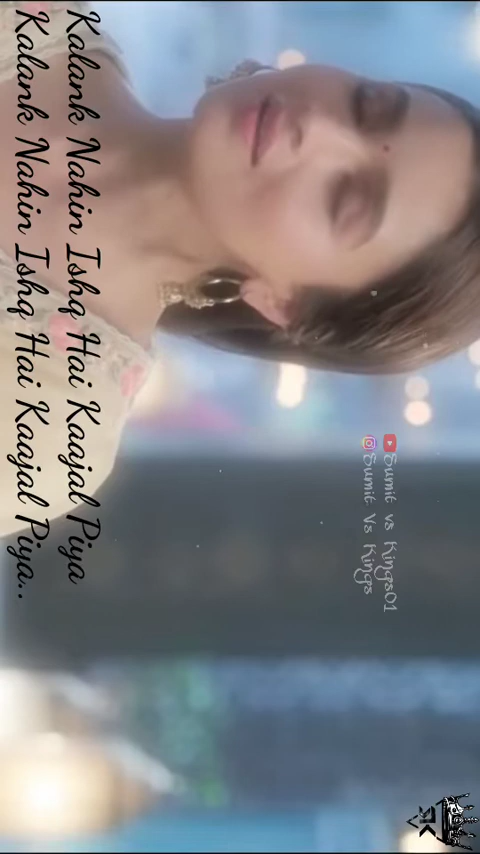 Sumit vs Kings01
Sumit Vs Kings
Kalank Nahin Ishq Hai Kaajal Piya
Kalank Nahin Ishq Hai Kaajal Piya..